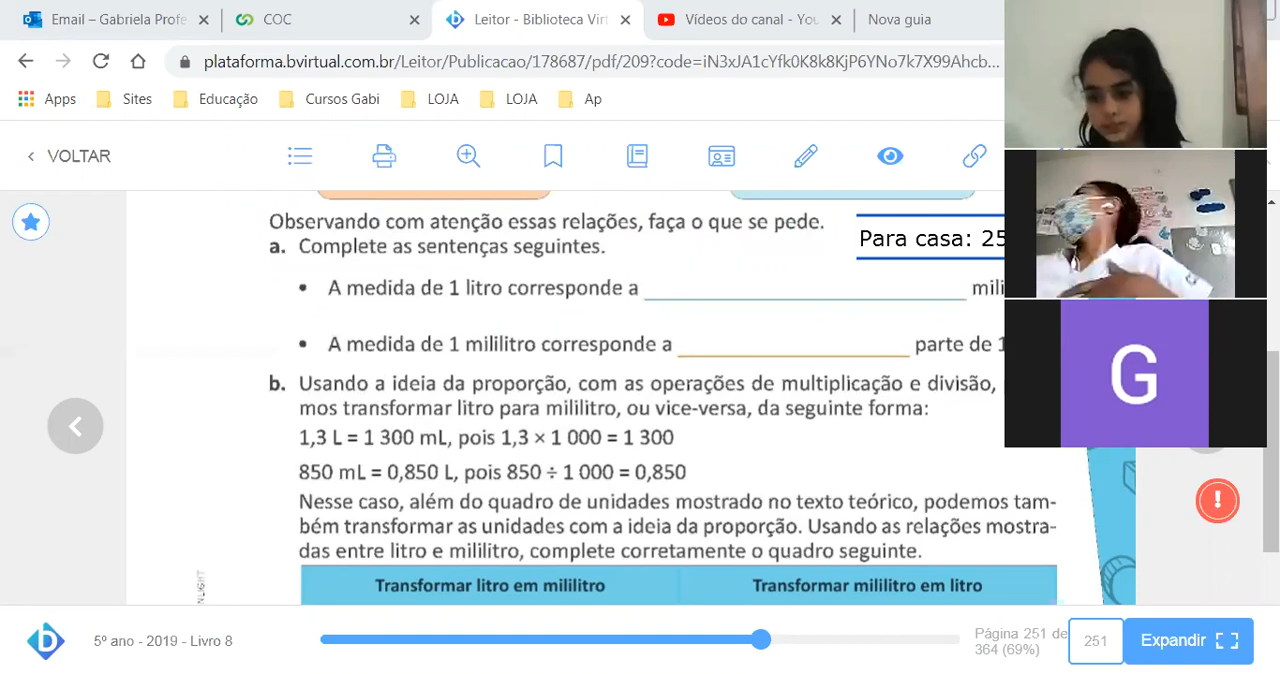 Email – Gabriela Profe
COC
Leitor - Biblioteca Virt
Vídeos do canal - You
Nova guia
plataforma.bvirtual.com.br/Leitor/Publicacao/178687/pdf/209?code=iN3xJA1cYfk0K8k8KjP6YNo7k7X99Ahcb...
Apps
Sites
Educação
Cursos Gabi
LOJA
LOJA
Ap
VOLTAR
Observando com atenção essas relações, faça o que se pede.
Para casa: 25
a. Complete as sentenças seguintes.
• A medida de 1 litro corresponde a ____ mili
• A medida de 1 mililitro corresponde a ____ parte de 1
b. Usando a ideia da proporção, com as operações de multiplicação e divisão,
mos transformar litro para mililitro, ou vice-versa, da seguinte forma:
1,3 L = 1 300 mL, pois 1,3 × 1 000 = 1 300
850 mL = 0,850 L, pois 850 ÷ 1 000 = 0,850
Nesse caso, além do quadro de unidades mostrado no texto teórico, podemos tam-
bém transformar as unidades com a ideia da proporção. Usando as relações mostra-
das entre litro e mililitro, complete corretamente o quadro seguinte.
Transformar litro em mililitro
Transformar mililitro em litro
NLIGHT
G
5º ano - 2019 - Livro 8
Página 251 de
364 (69%)
251
Expandir